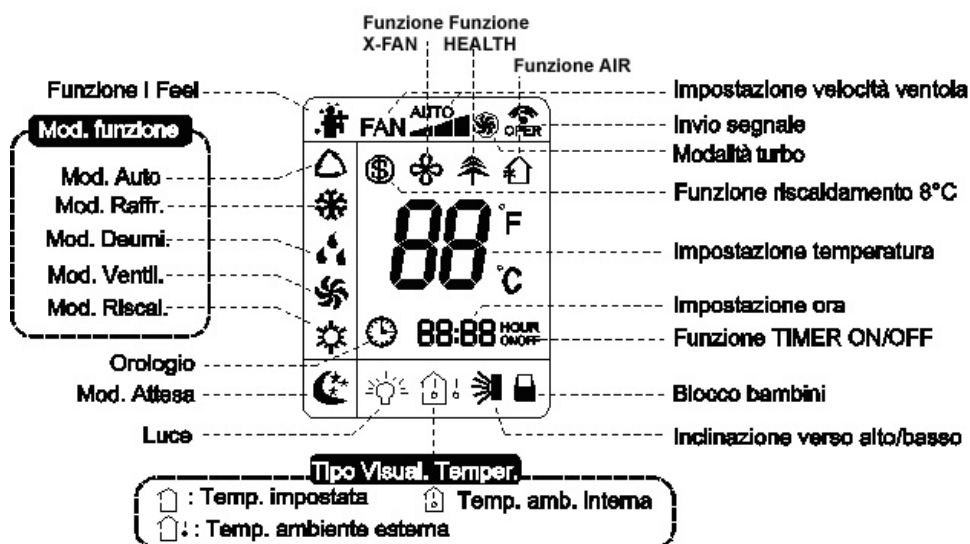 Funzione Funzione
X-FAN HEALTH
Funzione AIR
Funzione I Feel
Impostazione velocità ventola
Mod. funzione
FAN AUTO OPER
Invio segnale
Modalità turbo
Mod. Auto
Funzione riscaldamento 8°C
Mod. Raffr.
°F
Mod. Deumi.
88
Impostazione temperatura
Mod. Ventil.
°C
Mod. Riscal.
Impostazione ora
88:88 HOUR
ONOFF
Funzione TIMER ON/OFF
Orologio
Mod. Attesa
Blocco bambini
Luce
Inclinazione verso alto/basso
Tipo Visual. Temper.
: Temp. impostata Temp. amb. Interna
: Temp. ambiente esterna